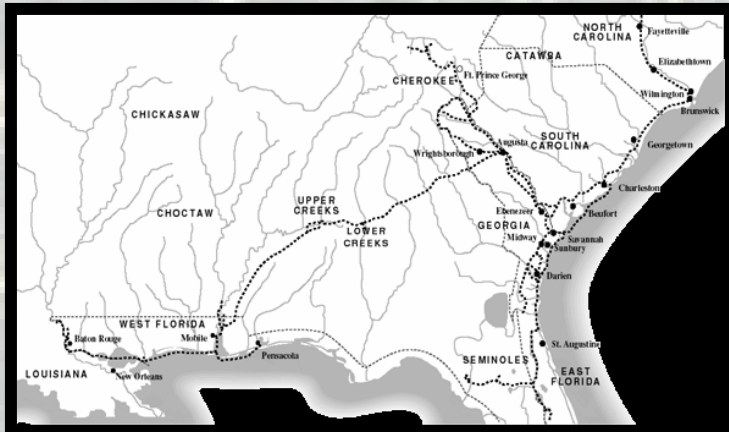 NORTH
CAROLINA
Fayetteville
CATAWBA
Elizabethtown
CHEROKEE
Ft. Prince George
Wilmington
Brunswick
CHICKASAW
SOUTH
CAROLINA
Augusta
Georgetown
Wrightsborough
Charleston
UPPER
CREEKS
CHOCTAW
Ebenezer
Beufort
LOWER
CREEKS
GEORGIA
Midway
Savannah
Sunbury
Darien
WEST FLORIDA
Baton Rouge
Mobile
Pensacola
St. Augustine
SEMINOLES
LOUISIANA
New Orleans
EAST
FLORIDA